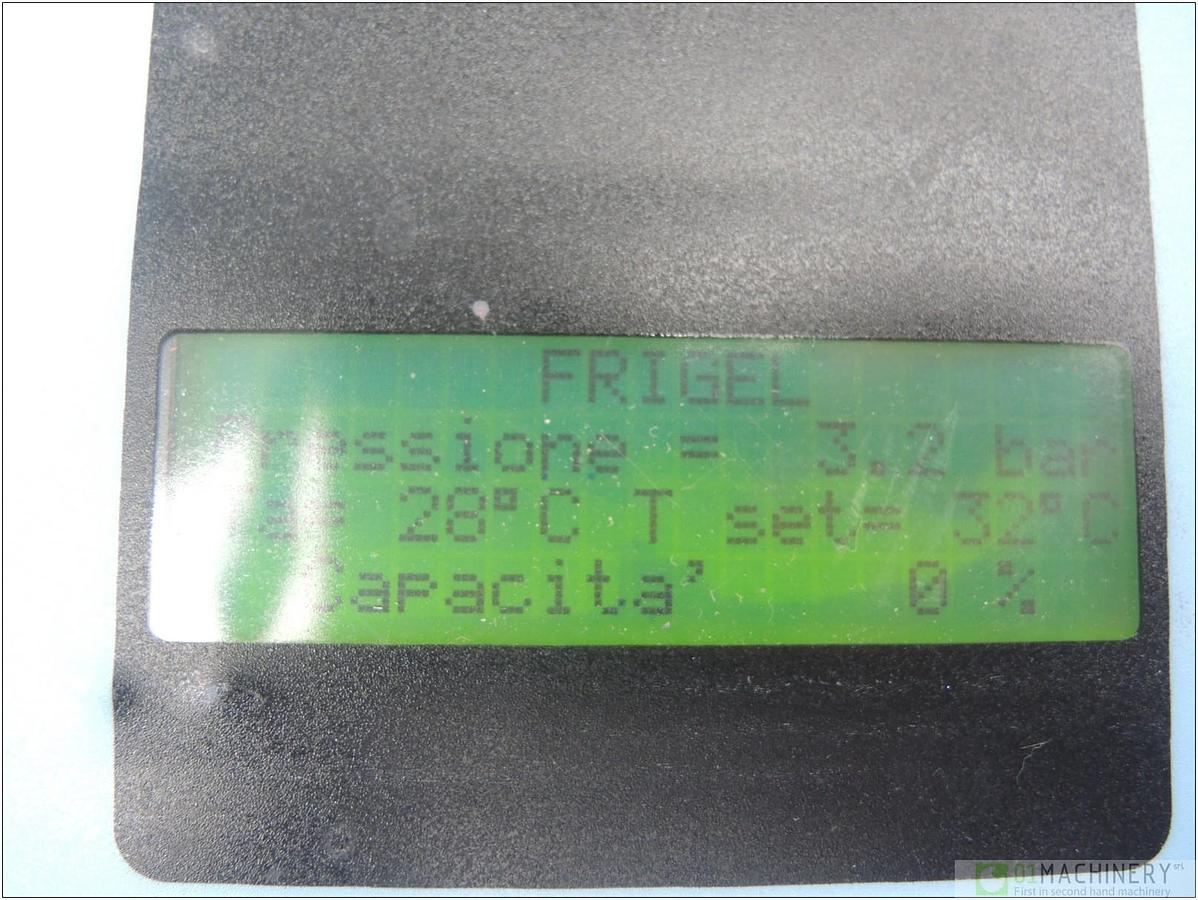 FRIGEL
Pressione = 3.2 bar
a= 28°C T set= 32°C
Capacita' 0 %
01MACHINERY srl
First in second hand machinery